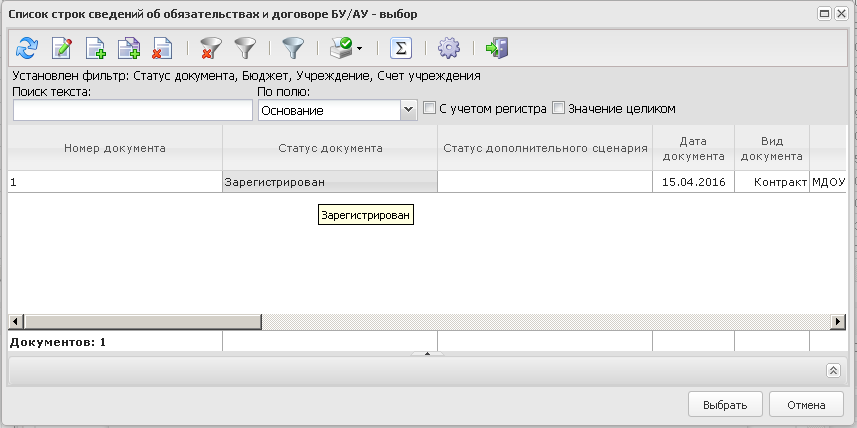 Список строк сведений об обязательствах и договоре БУ/АУ - выбор
Установлен фильтр: Статус документа, Бюджет, Учреждение, Счет учреждения
Поиск текста: По полю:
Основание С учетом регистра Значение целиком
Номер документа Статус документа Статус дополнительного сценария Дата документа Вид документа
1 Зарегистрирован 15.04.2016 Контракт МДОУ
Зарегистрирован
Документов: 1
Выбрать Отмена